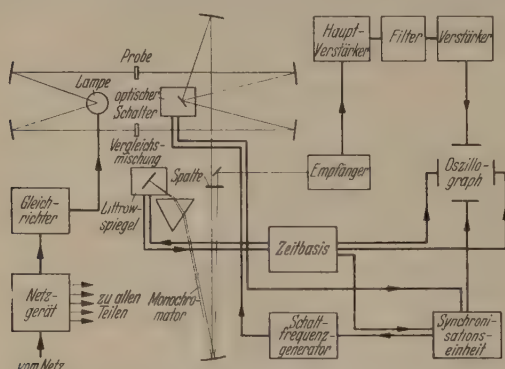 Probe
Lampe
optischer
Schalter
Haupt-
Verstärker
Filter
Verstärker
Vergleichs-
mischung
Spalte
Empfänger
Oszillo-
graph
Gleich-
richter
Littrow-
spiegel
Zeitbasis
Netz-
gerät
zu allen
Teilen
Monochro-
mator
Schalt-
frequenz-
generator
Synchroni-
sations-
einheit
vom Netz